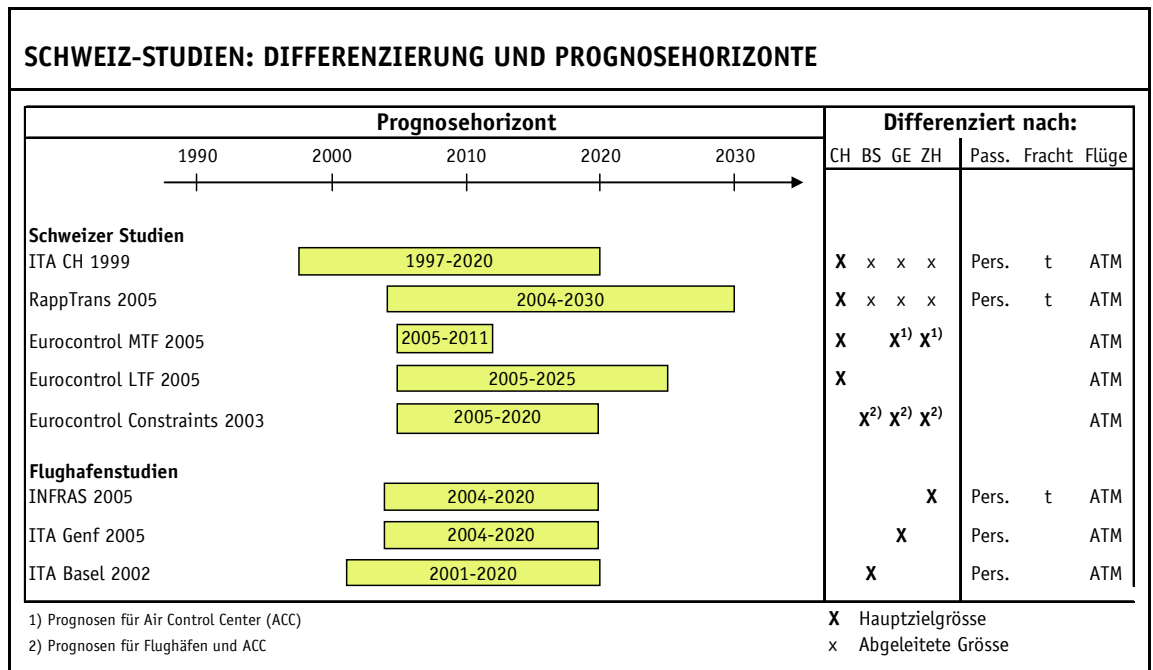 SCHWEIZ-STUDIEN: DIFFERENZIERUNG UND PROGNOSEHORIZONTE
Prognosehorizont Differenziert nach:
1990 2000 2010 2020 2030 CH BS GE ZH Pass. Fracht Flüge
Schweizer Studien
ITA CH 1999 1997-2020 X x x x Pers. t ATM
RappTrans 2005 2004-2030 X x x x Pers. t ATM
Eurocontrol MTF 2005 2005-2011 X X1) X1) ATM
Eurocontrol LTF 2005 2005-2025 X ATM
Eurocontrol Constraints 2003 2005-2020 X2) X2) X2) ATM
Flughafenstudien
INFRAS 2005 2004-2020 X Pers. t ATM
ITA Genf 2005 2004-2020 X Pers. ATM
ITA Basel 2002 2001-2020 X Pers. ATM
1) Prognosen für Air Control Center (ACC) X Hauptzielgrösse
2) Prognosen für Flughäfen und ACC x Abgeleitete Grösse